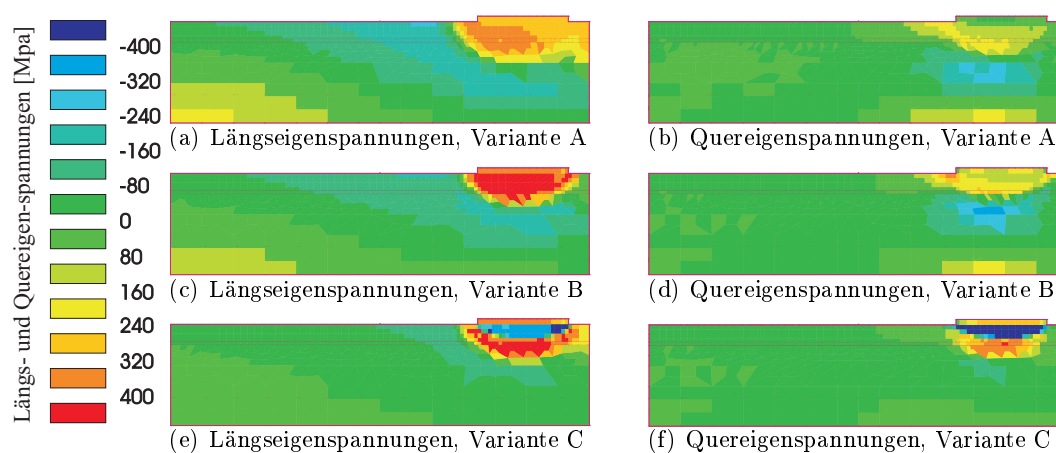 Längs- und Quereigen-spannungen [Mpa]
-400
-320
-240
-160
-80
0
80
160
240
320
400
(a) Längseigenspannungen, Variante A
(b) Quereigenspannungen, Variante A
(c) Längseigenspannungen, Variante B
(d) Quereigenspannungen, Variante B
(e) Längseigenspannungen, Variante C
(f) Quereigenspannungen, Variante C